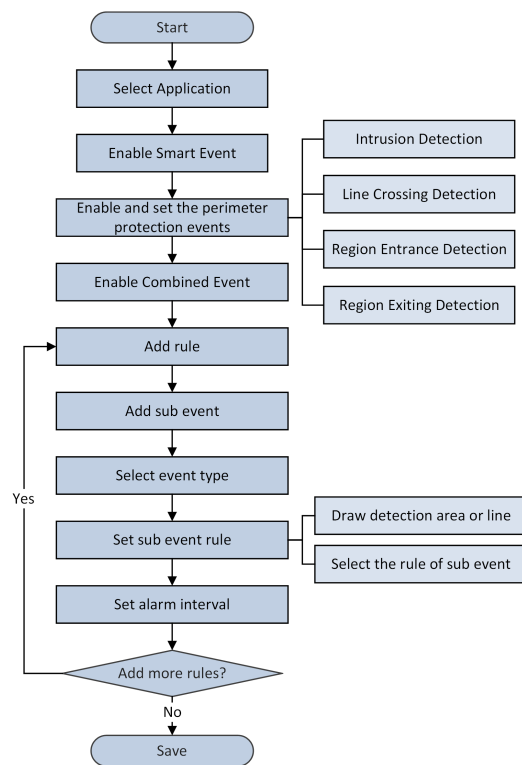 Start
Select Application
Enable Smart Event
Enable and set the perimeter
protection events
Intrusion Detection
Line Crossing Detection
Region Entrance Detection
Region Exiting Detection
Enable Combined Event
Add rule
Add sub event
Select event type
Yes
Set sub event rule
Draw detection area or line
Select the rule of sub event
Set alarm interval
Add more rules?
No
Save